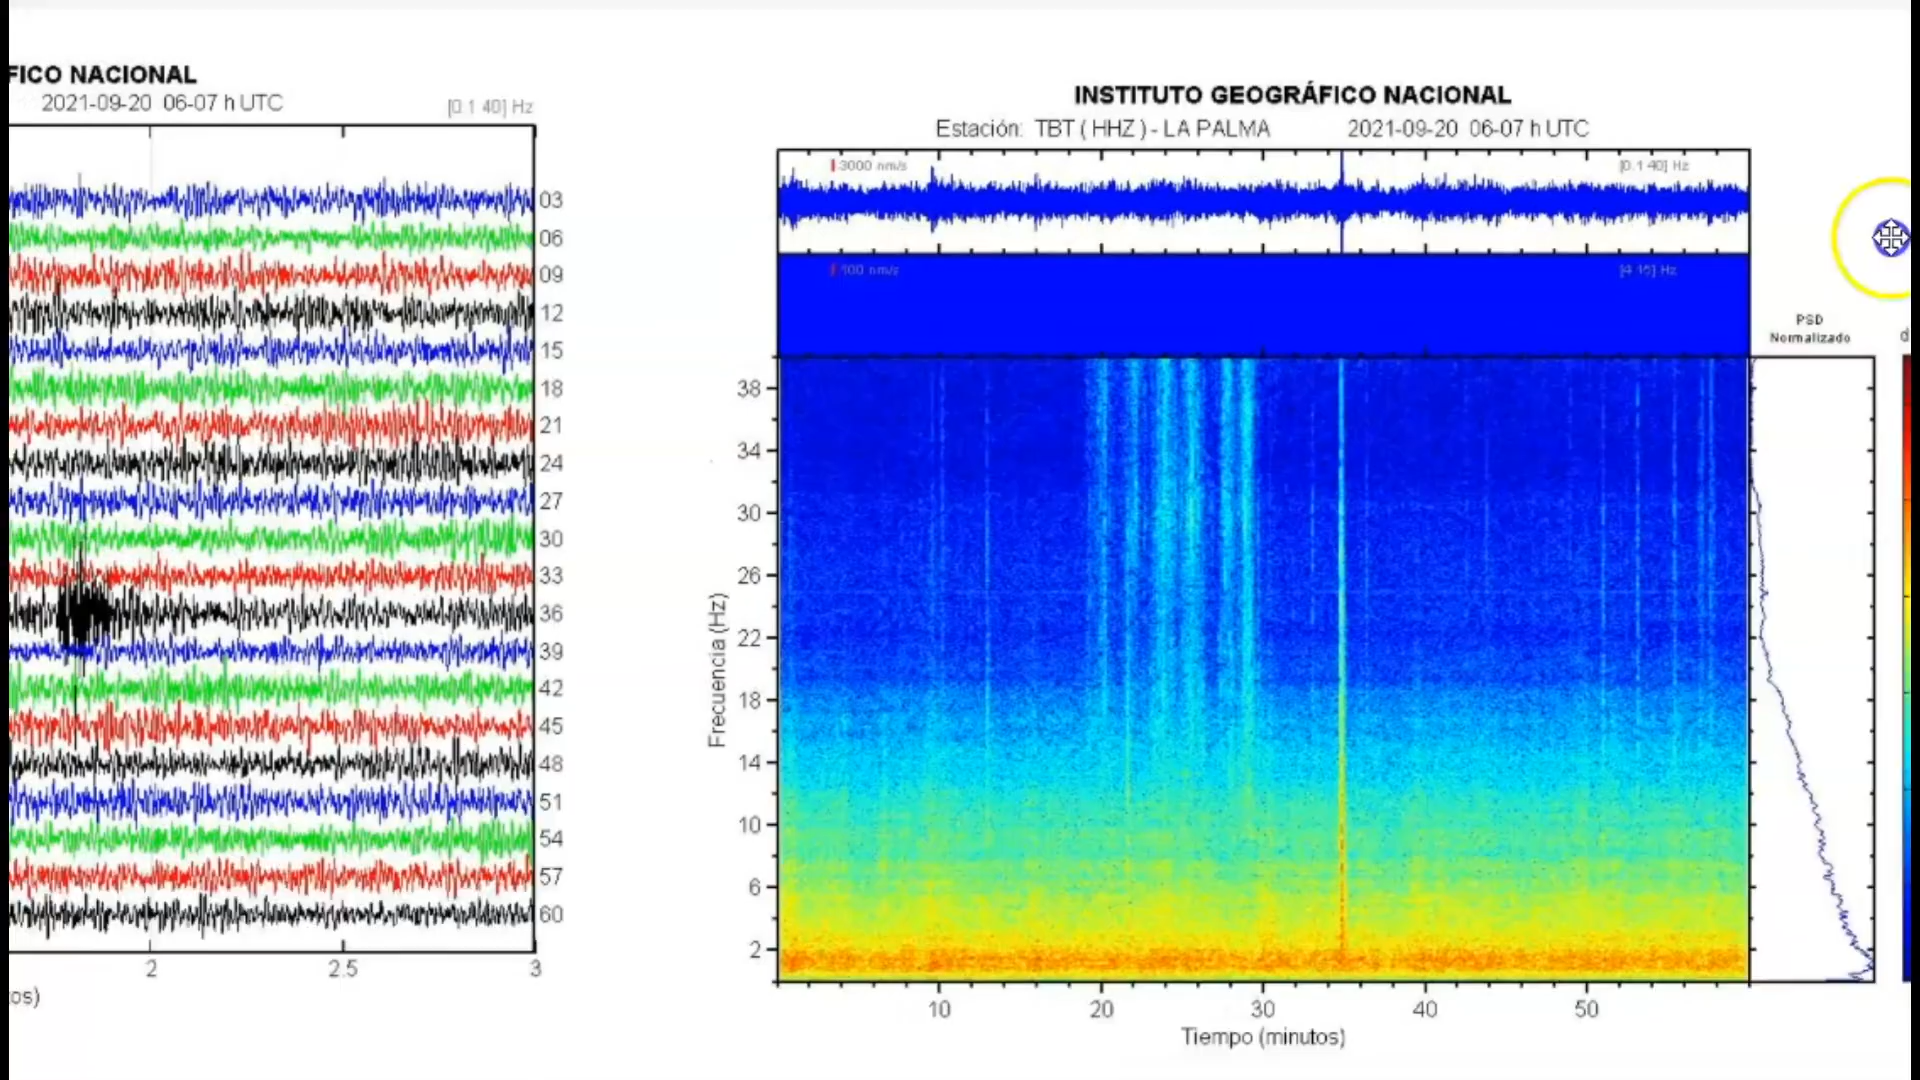 FICO NACIONAL
2021-09-20 06-07 h UTC
[0.1 40] Hz
03
06
09
12
15
18
21
24
27
30
33
36
39
42
45
48
51
54
57
60
2
2.5
3
os)
INSTITUTO GEOGRÁFICO NACIONAL
Estación: TBT ( HHZ ) - LA PALMA
2021-09-20 06-07 h UTC
3000 nm/s
[0.1 40] Hz
100 nm/s
[4 15] Hz
PSD
Normalizado
d
38
34
30
26
22
18
14
10
6
2
Frecuencia (Hz)
10
20
30
40
50
Tiempo (minutos)